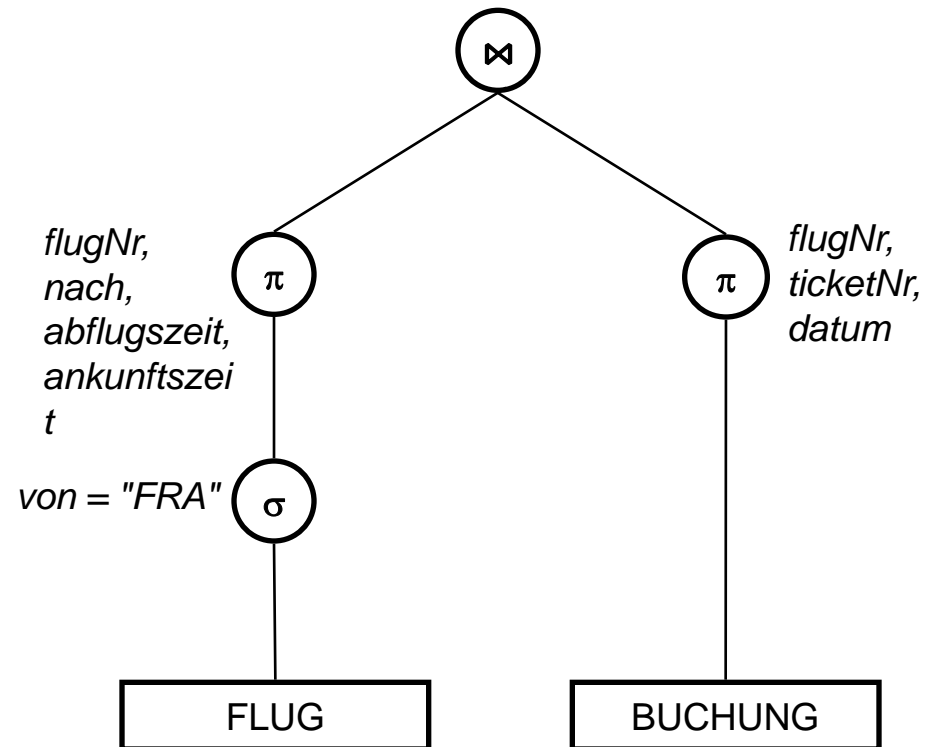 ⋈
flugNr,
nach,
abflugszeit,
ankunftszei
t
π
π
flugNr,
ticketNr,
datum
von = "FRA"
σ
FLUG
BUCHUNG